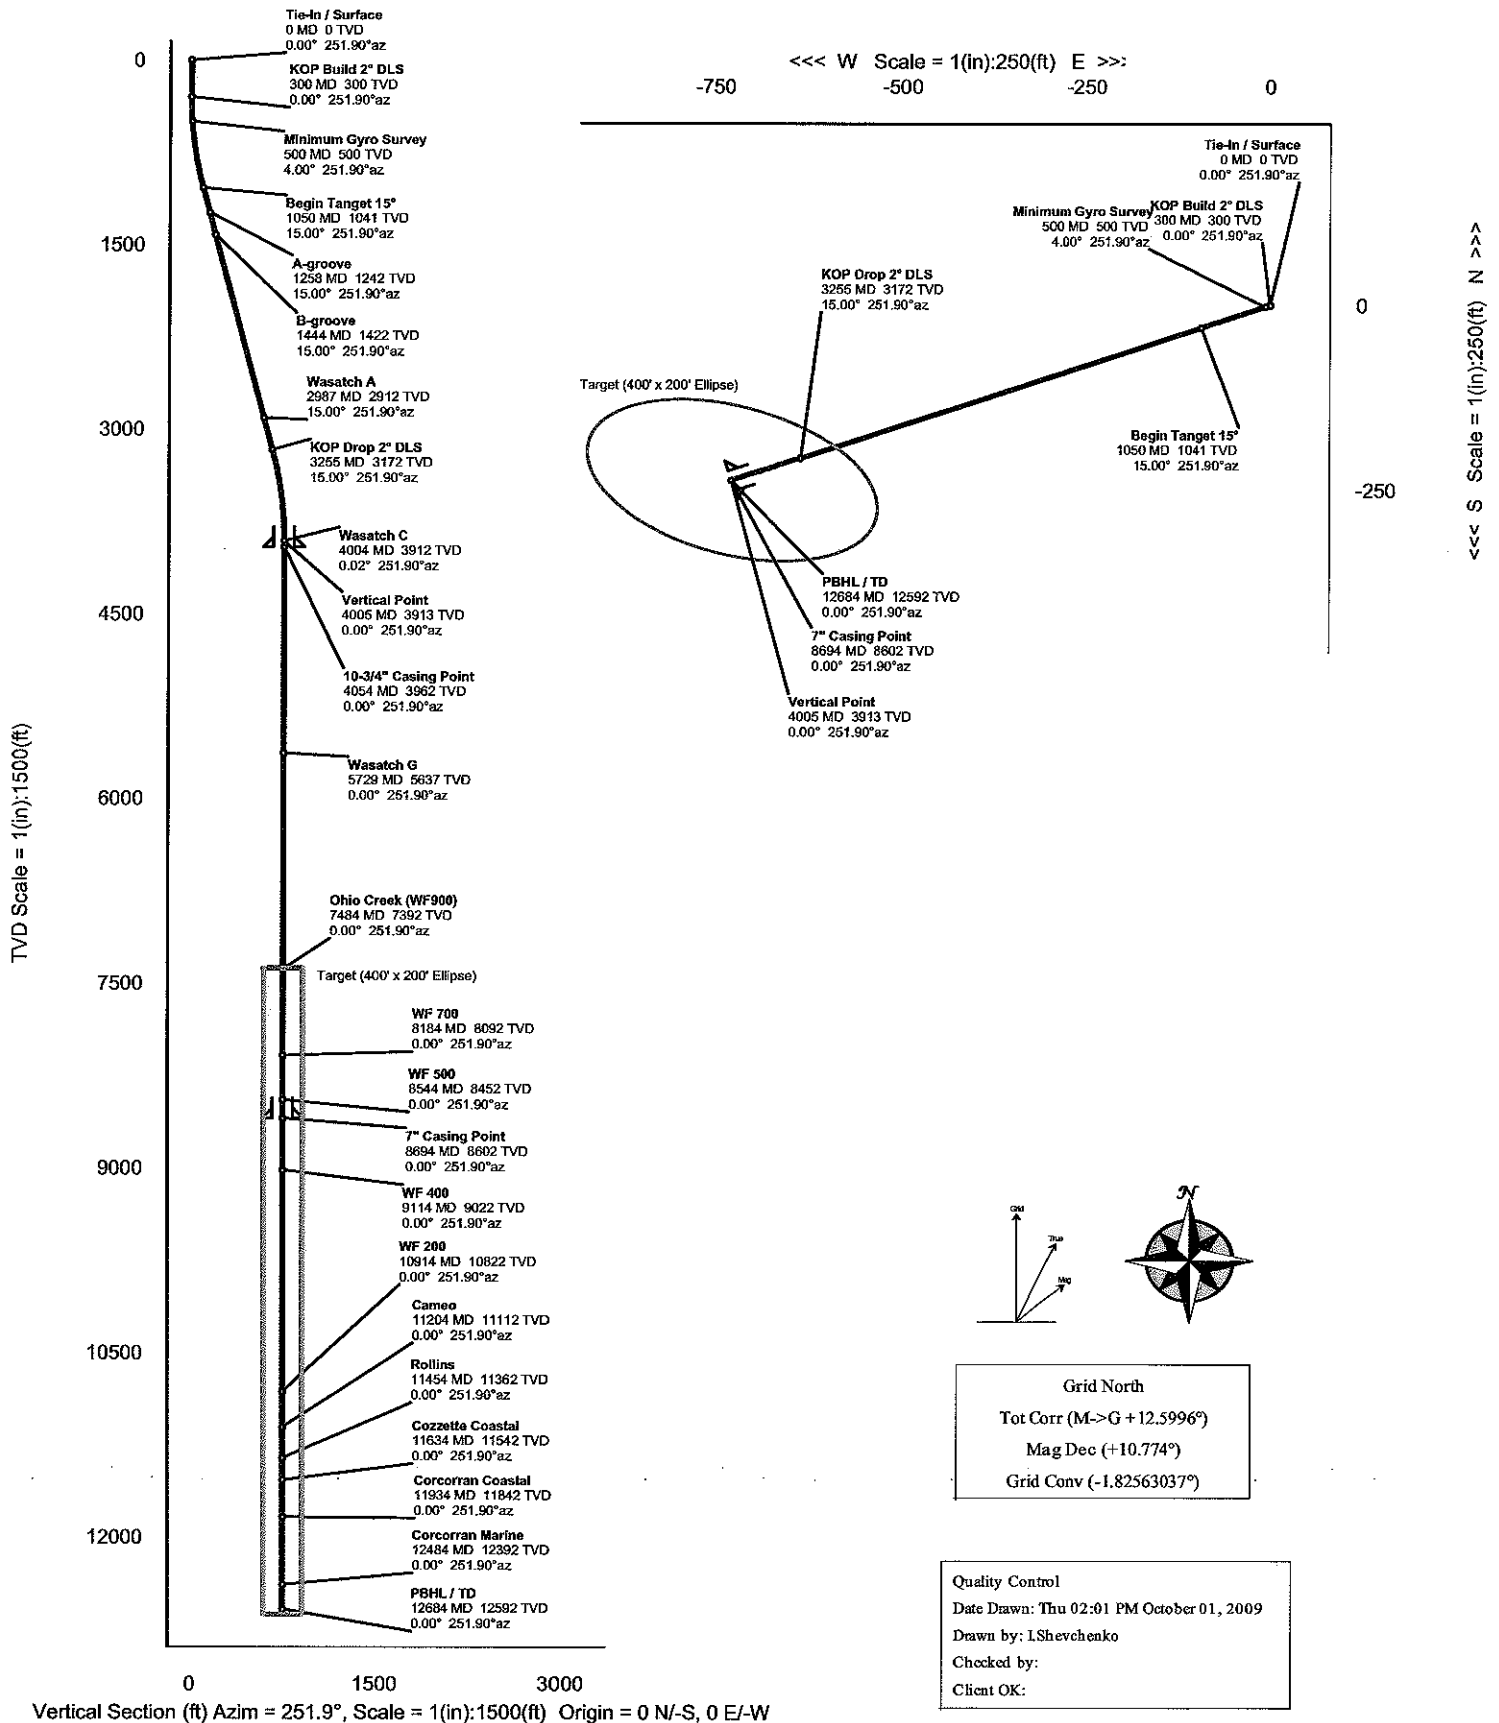 Tie-In / Surface
0 MD 0 TVD
0.00° 251.90°az
KOP Build 2° DLS
300 MD 300 TVD
0.00° 251.90°az
Minimum Gyro Survey
500 MD 500 TVD
4.00° 251.90°az
Begin Tanget 15°
1050 MD 1041 TVD
15.00° 251.90°az
A-groove
1258 MD 1242 TVD
15.00° 251.90°az
B-groove
1444 MD 1422 TVD
15.00° 251.90°az
Wasatch A
2987 MD 2912 TVD
15.00° 251.90°az
KOP Drop 2° DLS
3255 MD 3172 TVD
15.00° 251.90°az
Wasatch C
4004 MD 3912 TVD
0.02° 251.90°az
Vertical Point
4005 MD 3913 TVD
0.00° 251.90°az
10-3/4" Casing Point
4054 MD 3962 TVD
0.00° 251.90°az
Wasatch G
5729 MD 5637 TVD
0.00° 251.90°az
Ohio Creek (WF900)
7484 MD 7392 TVD
0.00° 251.90°az
Target (400' x 200' Ellipse)
WF 700
8184 MD 8092 TVD
0.00° 251.90°az
WF 500
8544 MD 8452 TVD
0.00° 251.90°az
7" Casing Point
8694 MD 8602 TVD
0.00° 251.90°az
WF 400
9114 MD 9022 TVD
0.00° 251.90°az
WF 200
10914 MD 10822 TVD
0.00° 251.90°az
Cameo
11204 MD 11112 TVD
0.00° 251.90°az
Rollins
11454 MD 11362 TVD
0.00° 251.90°az
Cozzette Coastal
11634 MD 11542 TVD
0.00° 251.90°az
Corcorran Coastal
11934 MD 11842 TVD
0.00° 251.90°az
Corcorran Marine
12484 MD 12392 TVD
0.00° 251.90°az
PBHL / TD
12684 MD 12592 TVD
0.00° 251.90°az
0
1500
3000
4500
6000
7500
9000
10500
12000
TVD Scale = 1(in):1500(ft)
0 1500 3000
Vertical Section (ft) Azim = 251.9°, Scale = 1(in):1500(ft) Origin = 0 N/-S, 0 E/-W
<<< W Scale = 1(in):250(ft) E >>>
-750 -500 -250 0
Tie-In / Surface
0 MD 0 TVD
0.00° 251.90°az
KOP Build 2° DLS
300 MD 300 TVD
0.00° 251.90°az
Minimum Gyro Survey
500 MD 500 TVD
4.00° 251.90°az
KOP Drop 2° DLS
3255 MD 3172 TVD
15.00° 251.90°az
Target (400' x 200' Ellipse)
Begin Tanget 15°
1050 MD 1041 TVD
15.00° 251.90°az
PBHL / TD
12684 MD 12592 TVD
0.00° 251.90°az
7" Casing Point
8694 MD 8602 TVD
0.00° 251.90°az
Vertical Point
4005 MD 3913 TVD
0.00° 251.90°az
0
-250
<<< S Scale = 1(in):250(ft) N >>>
Grid
True
Mag
N
Grid North
Tot Corr (M->G +12.5996°)
Mag Dec (+10.774°)
Grid Conv (-1.82563037°)
Quality Control
Date Drawn: Thu 02:01 PM October 01, 2009
Drawn by: I.Shevchenko
Checked by:
Client OK: